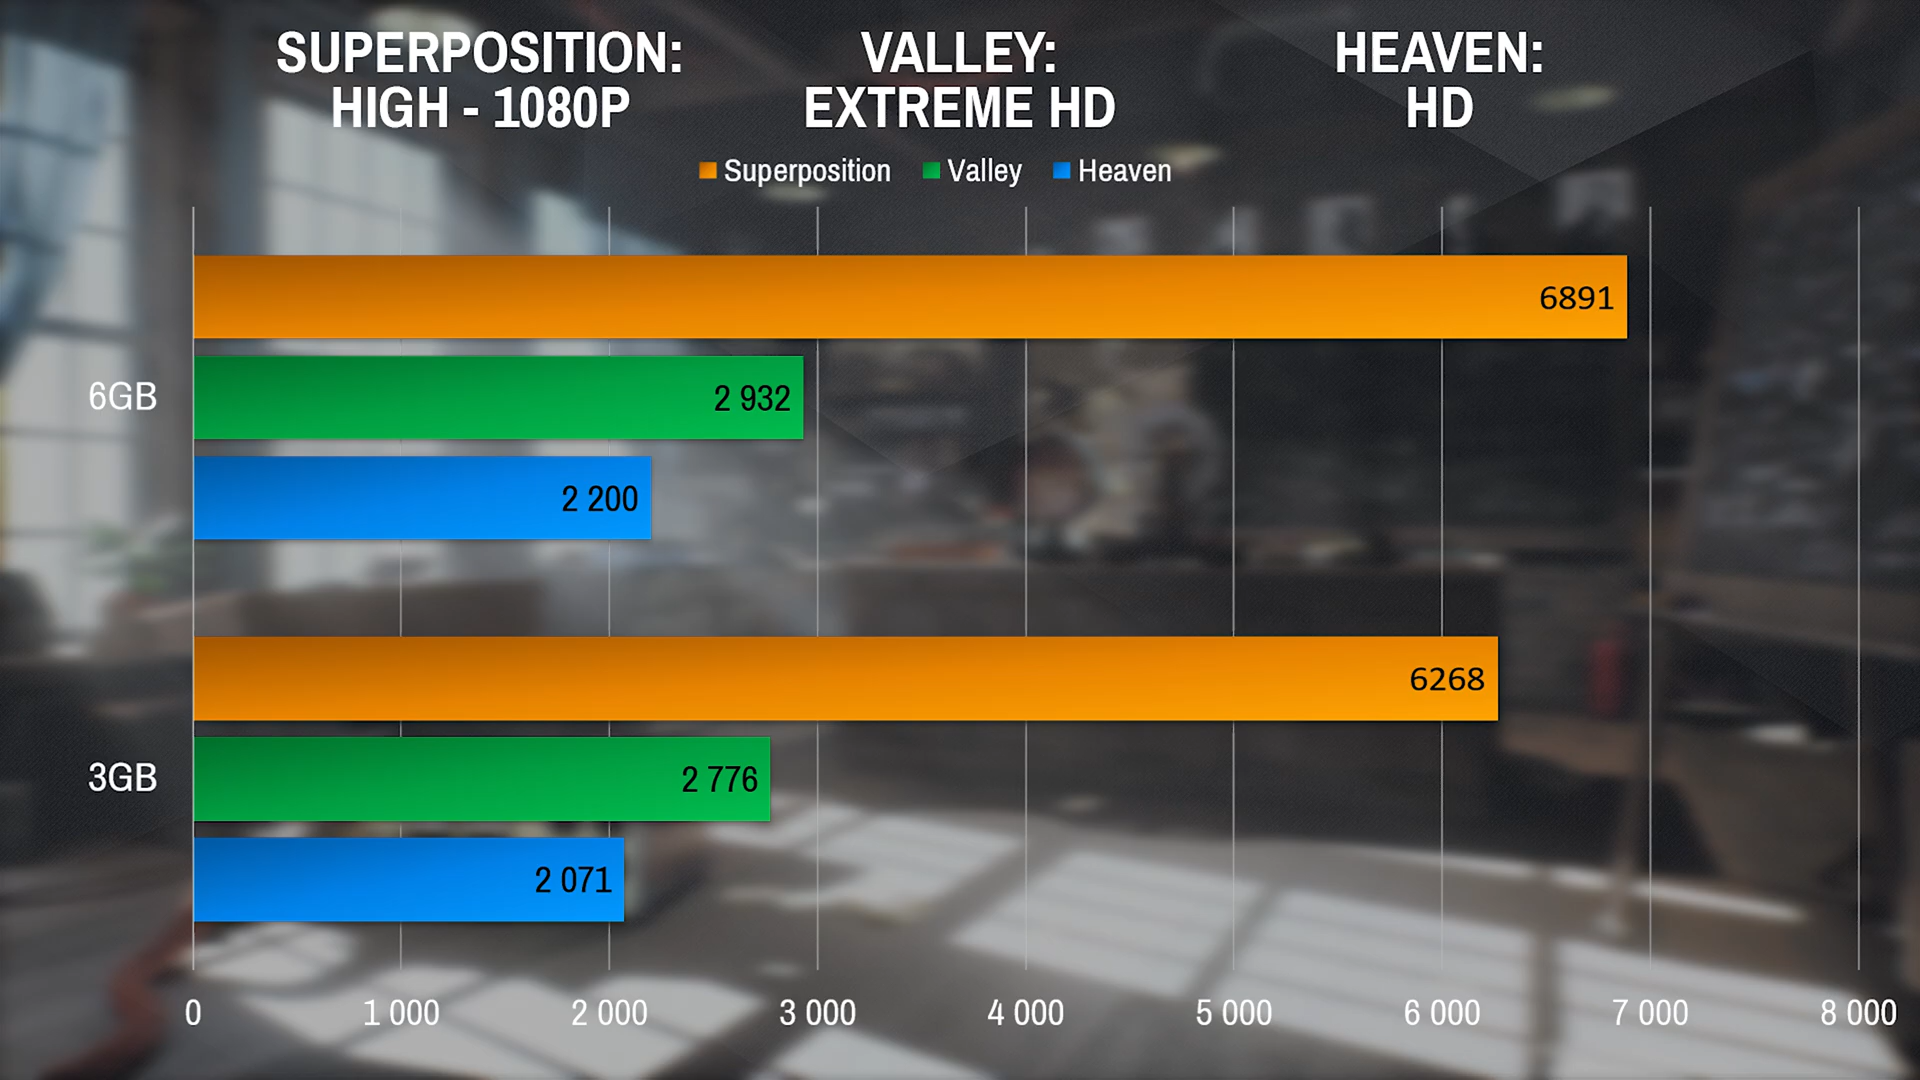 SUPERPOSITION:
HIGH - 1080P
VALLEY:
EXTREME HD
HEAVEN:
HD
Superposition Valley Heaven
6891
6GB
2 932
2 200
6268
3GB
2 776
2 071
0 1 000 2 000 3 000 4 000 5 000 6 000 7 000 8 000